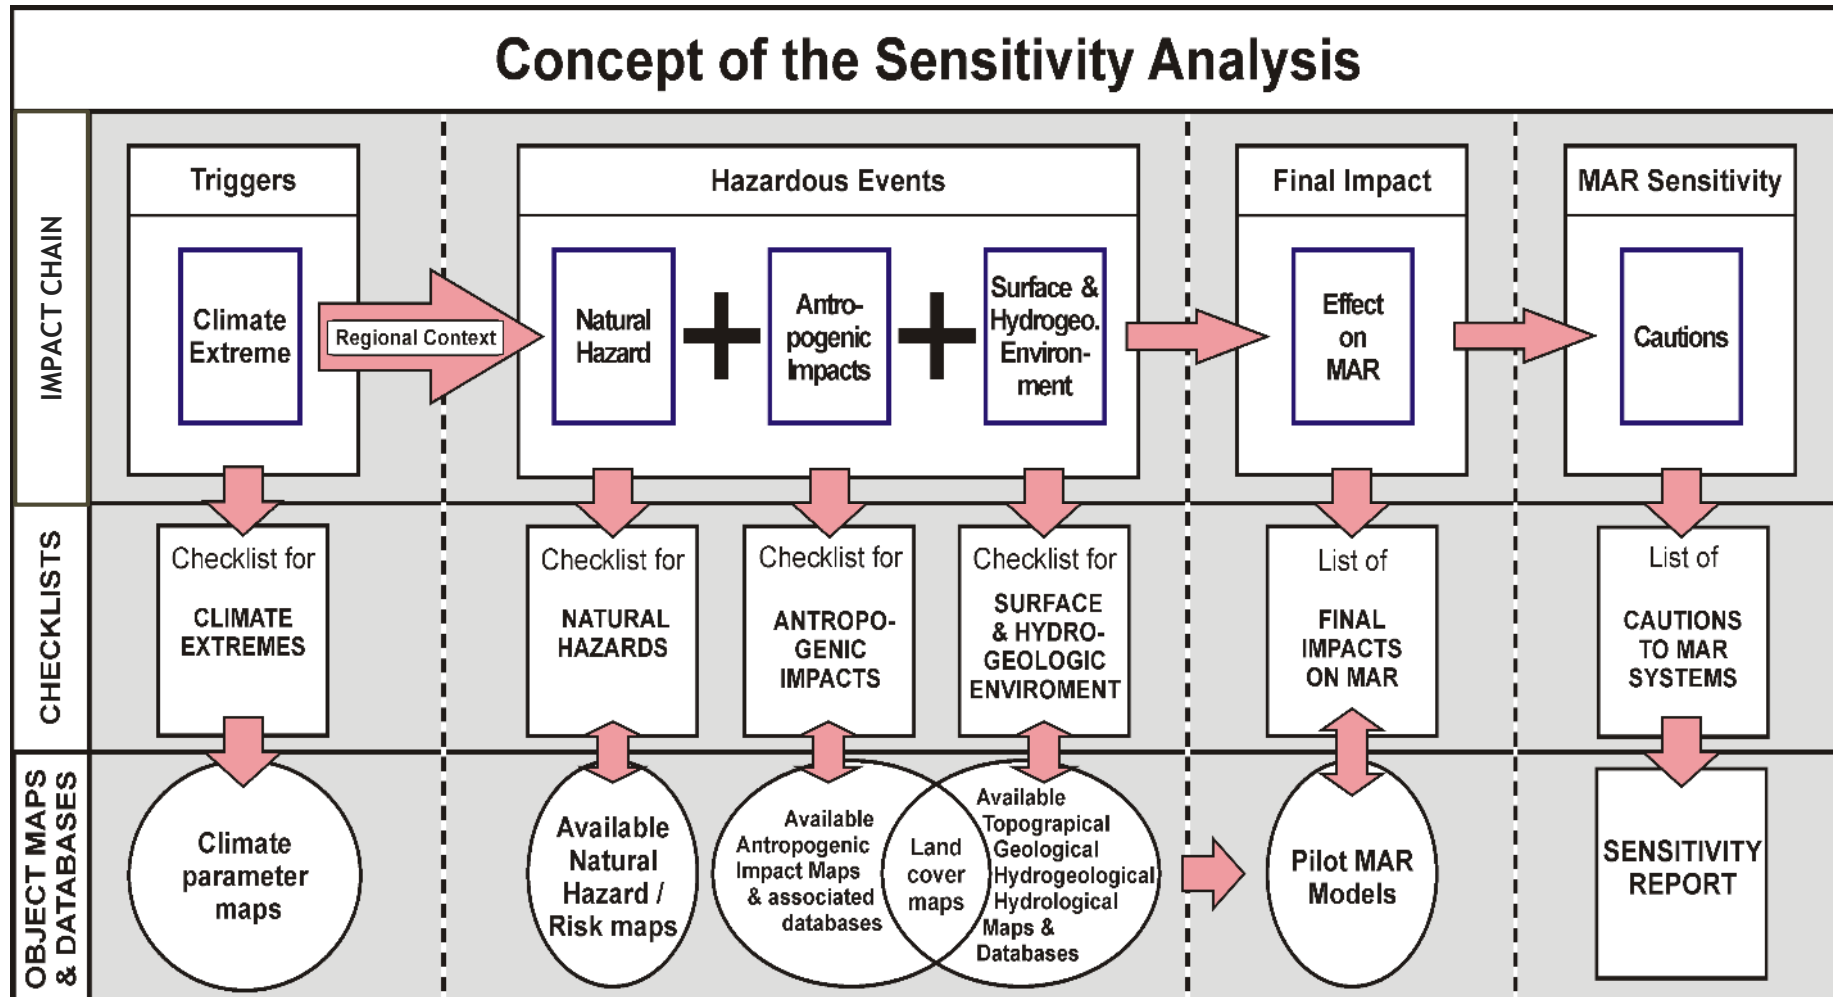 Concept of the Sensitivity Analysis
IMPACT CHAIN
Triggers
Climate
Extreme
Regional Context
Hazardous Events
Natural
Hazard
Antro-
pogenic
Impacts
Surface &
Hydrogeo.
Environ-
ment
Final Impact
Effect
on
MAR
MAR Sensitivity
Cautions
CHECKLISTS
Checklist for
CLIMATE
EXTREMES
Checklist for
NATURAL
HAZARDS
Checklist for
ANTROPO-
GENIC
IMPACTS
Checklist for
SURFACE
& HYDRO-
GEOLOGIC
ENVIROMENT
List of
FINAL
IMPACTS
ON MAR
List of
CAUTIONS
TO MAR
SYSTEMS
OBJECT MAPS
& DATABASES
Climate
parameter
maps
Available
Natural
Hazard /
Risk maps
Available
Antropogenic
Impact Maps
& associated
databases
Land
cover
maps
Available
Topograpical
Geological
Hydrogeological
Hydrological
Maps &
Databases
Pilot MAR
Models
SENSITIVITY
REPORT